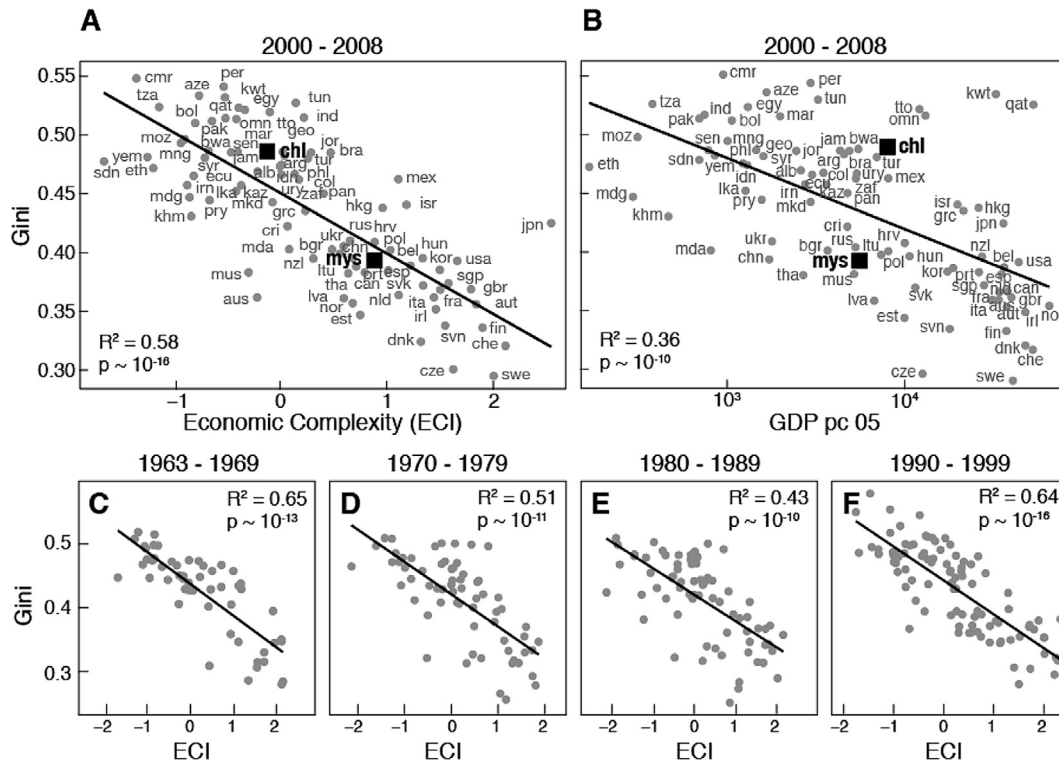 A
2000 - 2008
Gini
0.55
0.50
0.45
0.40
0.35
0.30
cmr
tza
aze
per
kwt
qat
egy
tun
bol
omn
tto
ind
pak
mar
geo
moz
bwa
sen
chl
jor
mng
yem
jam
arg
tur
bra
sdn
eth
syr
ecu
alb
idn
phl
mdg
irn
lka
kaz
ury
col
zaf
pan
mex
khm
pry
mkd
grc
hkg
isr
jpn
cri
rus
hrv
mda
bgr
ukr
chn
pol
hun
nzl
mys
bel
kor
usa
mus
ltu
prt
esp
sgp
tha
can
svk
gbr
aus
lva
nor
nld
ita
fra
aut
est
irl
dnk
svn
fin
che
cze
swe
R² = 0.58
p ~ 10⁻¹⁶
−1
0
1
2
Economic Complexity (ECI)
B
2000 - 2008
cmr
per
aze
tun
kwt
tza
ind
egy
tto
qat
pak
bol
mar
omn
moz
sen
mng
jam
bwa
chl
phl
geo
arg
bra
tur
eth
yem
idn
syr
alb
col
ury
mex
mdg
lka
irn
ecu
kaz
zaf
pan
khm
pry
mkd
isr
grc
hkg
jpn
cri
mda
ukr
rus
hrv
nzl
chn
bgr
ltu
pol
hun
bel
usa
mys
tha
mus
kor
prt
esp
svk
sgp
nld
can
lva
fra
aus
gbr
est
ita
aut
irl
svn
fin
dnk
che
cze
swe
R² = 0.36
p ~ 10⁻¹⁰
10³
10⁴
GDP pc 05
1963 - 1969
C
R² = 0.65
p ~ 10⁻¹³
Gini
0.5
0.4
0.3
−2
−1
0
1
2
ECI
1970 - 1979
D
R² = 0.51
p ~ 10⁻¹¹
−2
−1
0
1
2
ECI
1980 - 1989
E
R² = 0.43
p ~ 10⁻¹⁰
−2
−1
0
1
2
ECI
1990 - 1999
F
R² = 0.64
p ~ 10⁻¹⁶
−2
−1
0
1
2
ECI